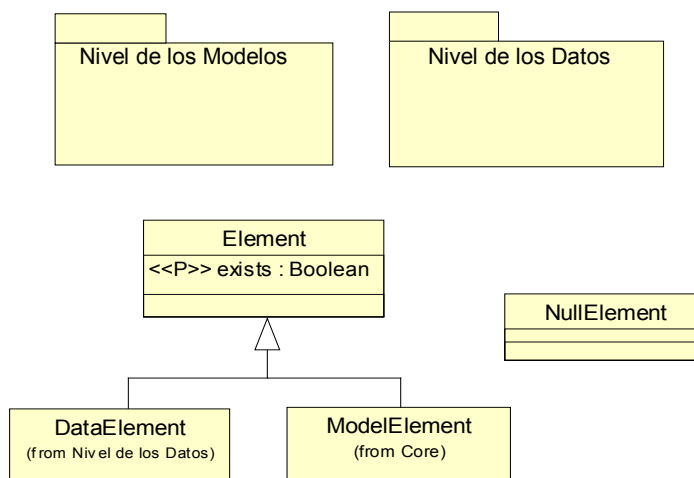 Nivel de los Modelos
Nivel de los Datos
Element
<<P>> exists : Boolean
NullElement
DataElement
(from Nivel de los Datos)
ModelElement
(from Core)